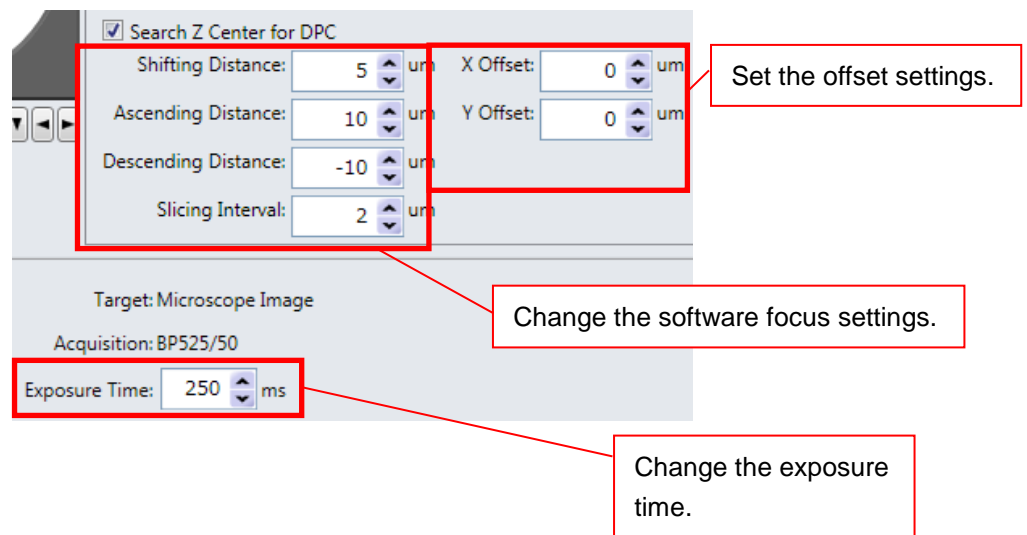 Search Z Center for DPC
Shifting Distance: 5 um X Offset: 0 um
Set the offset settings.
Ascending Distance: 10 um Y Offset: 0 um
Descending Distance: -10 um
Slicing Interval: 2 um
Target: Microscope Image
Change the software focus settings.
Acquisition: BP525/50
Exposure Time: 250 ms
Change the exposure
time.